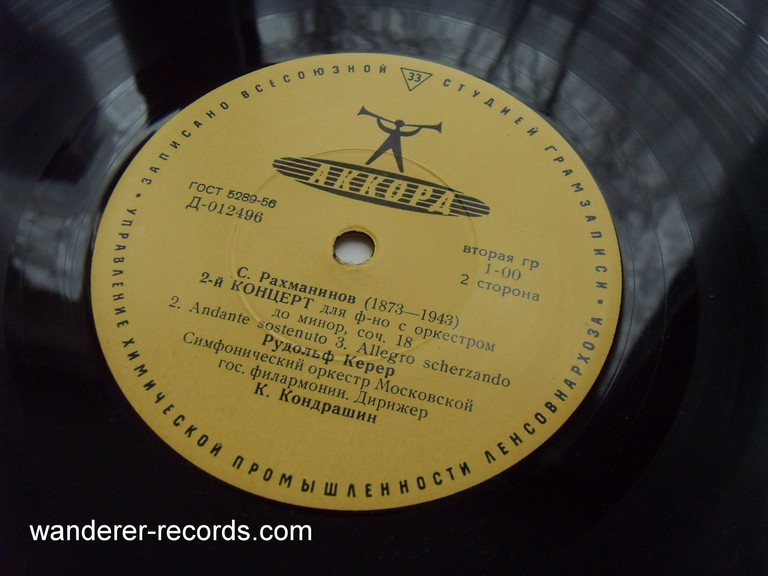 ЗАПИСАНО ВСЕСОЮЗНОЙ 33 СТУДИЕЙ ГРАМЗАПИСИ
УПРАВЛЕНИЕ ХИМИЧЕСКОЙ ПРОМЫШЛЕННОСТИ ЛЕНСОВНАРХОЗА
АККОРД
ГОСТ 5289-56
Д-012496
вторая гр
1-00
2 сторона
С. Рахманинов (1873—1943)
2-й КОНЦЕРТ для ф-но с оркестром
до минор, соч. 18
2. Andante sostenuto 3. Allegro scherzando
Рудольф Керер
Симфонический оркестр Московской
гос. филармонии. Дирижер
К. Кондрашин
wanderer-records.com